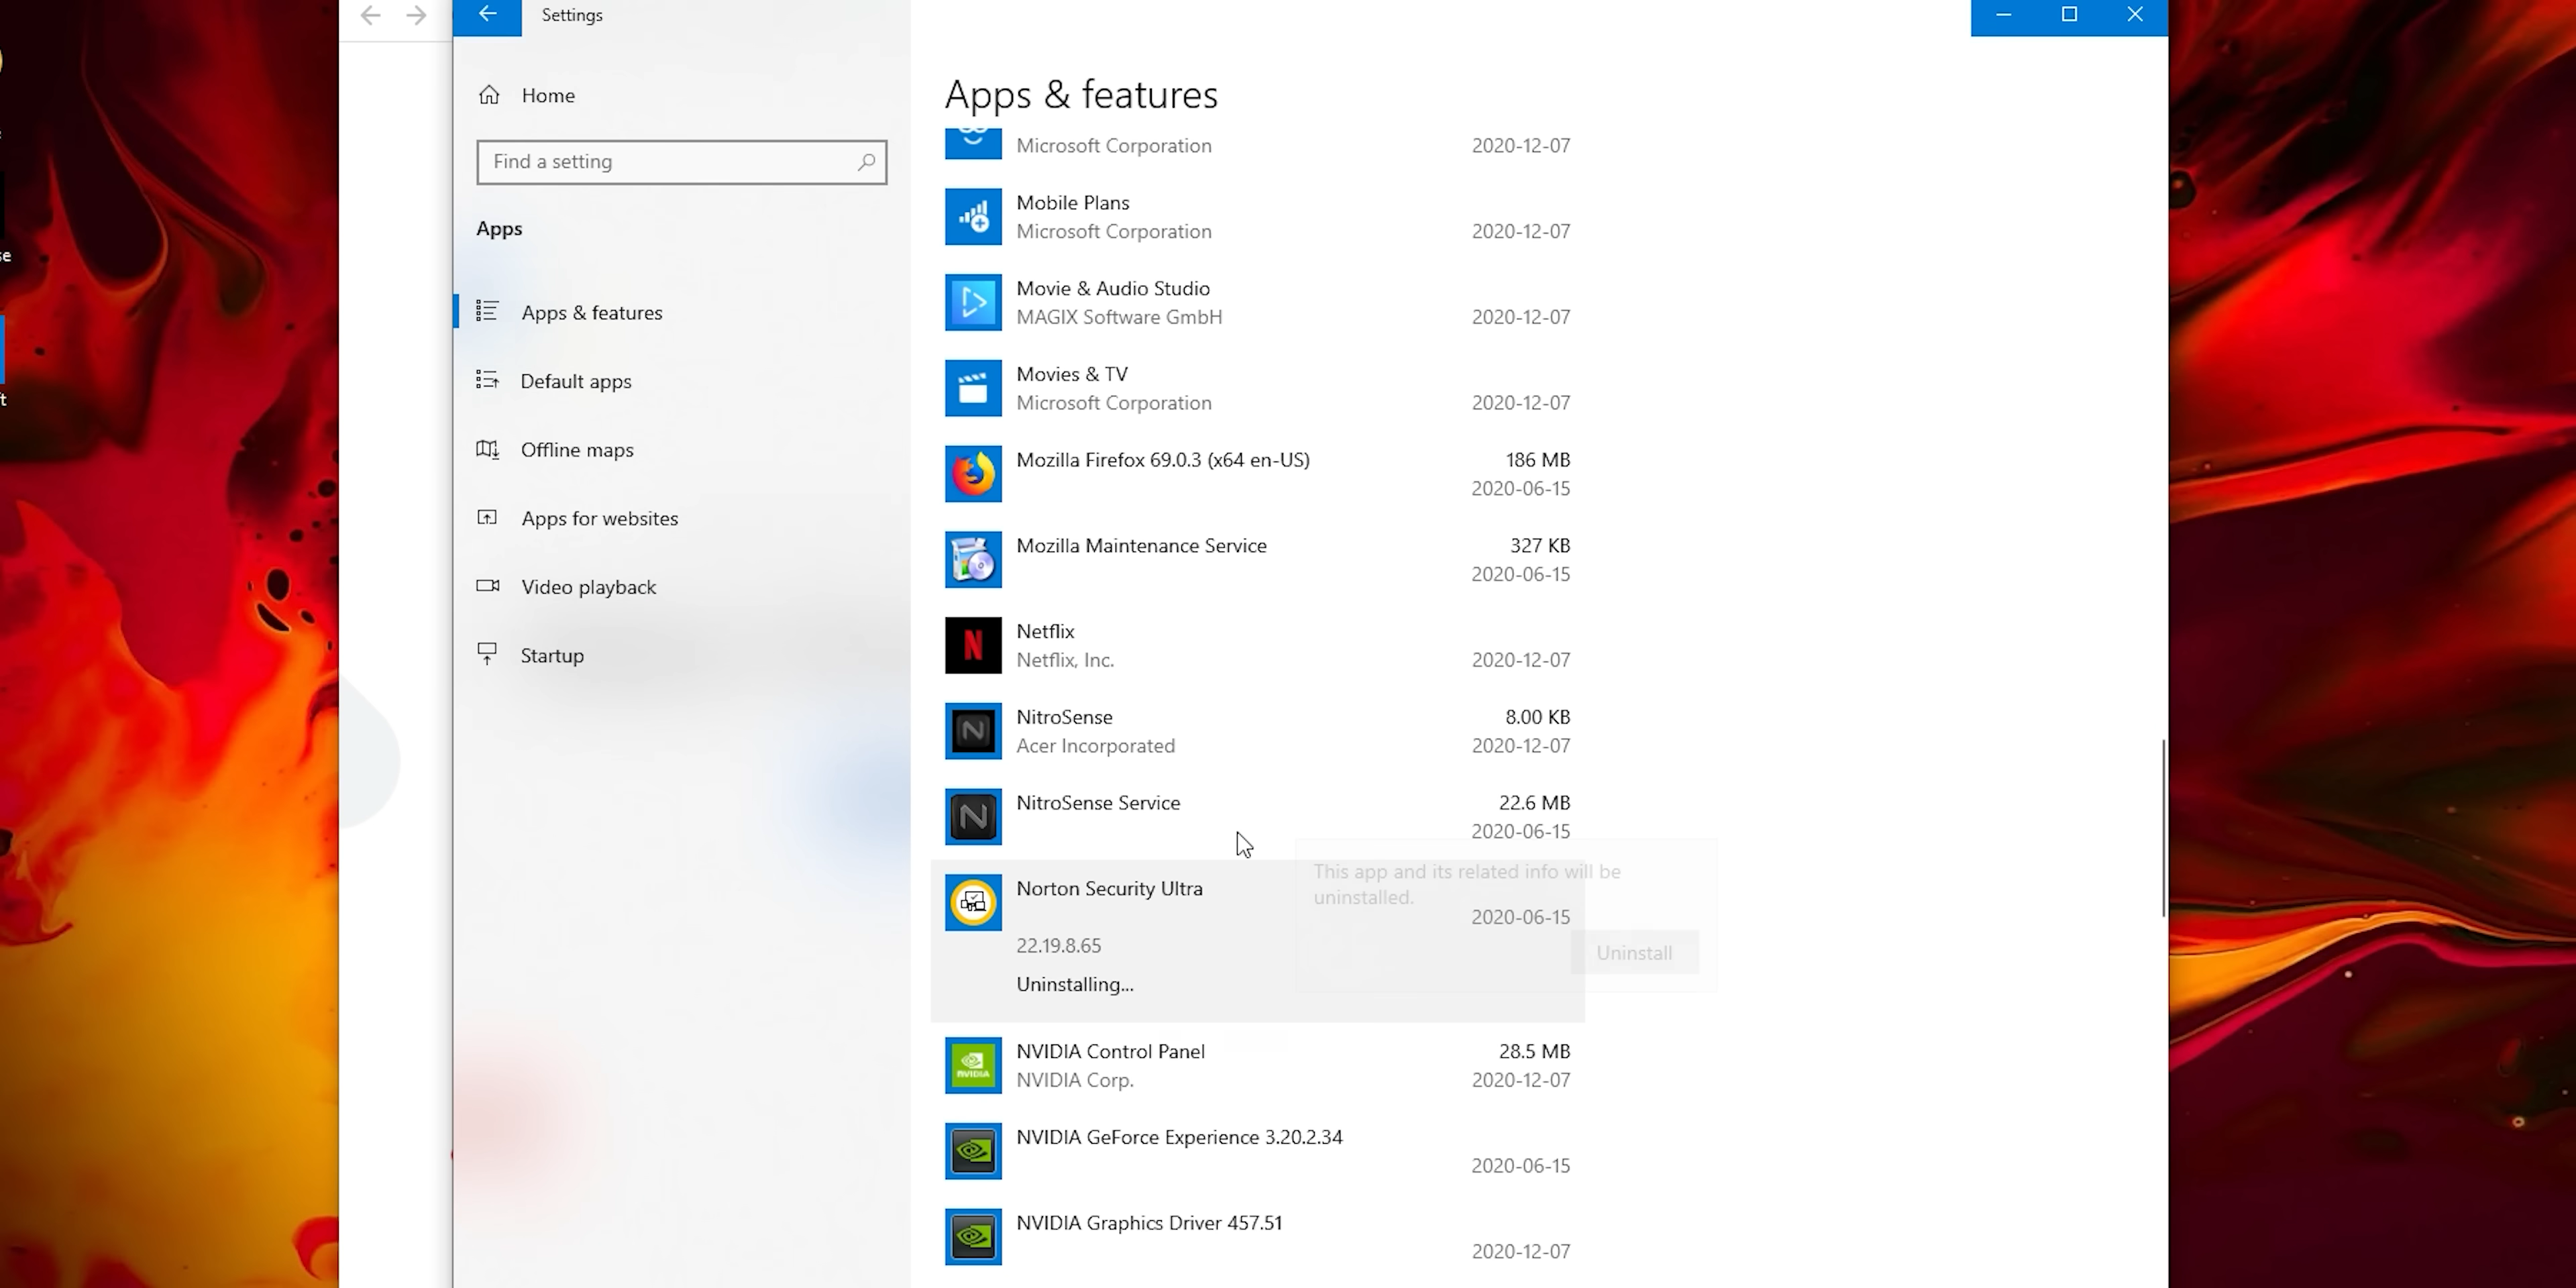 Settings
Home
Find a setting
Apps
Apps & features
Default apps
Offline maps
Apps for websites
Video playback
Startup
Apps & features
Microsoft Corporation 2020-12-07
Mobile Plans
Microsoft Corporation 2020-12-07
Movie & Audio Studio
MAGIX Software GmbH 2020-12-07
Movies & TV
Microsoft Corporation 2020-12-07
Mozilla Firefox 69.0.3 (x64 en-US) 186 MB
2020-06-15
Mozilla Maintenance Service 327 KB
2020-06-15
N
Netflix
Netflix, Inc. 2020-12-07
NitroSense 8.00 KB
Acer Incorporated 2020-12-07
NitroSense Service 22.6 MB
2020-06-15
This app and its related info will be
uninstalled.
Uninstall
Norton Security Ultra
2020-06-15
22.19.8.65
Uninstalling...
NVIDIA
NVIDIA Control Panel 28.5 MB
NVIDIA Corp. 2020-12-07
NVIDIA GeForce Experience 3.20.2.34
2020-06-15
NVIDIA Graphics Driver 457.51
2020-12-07
se
t